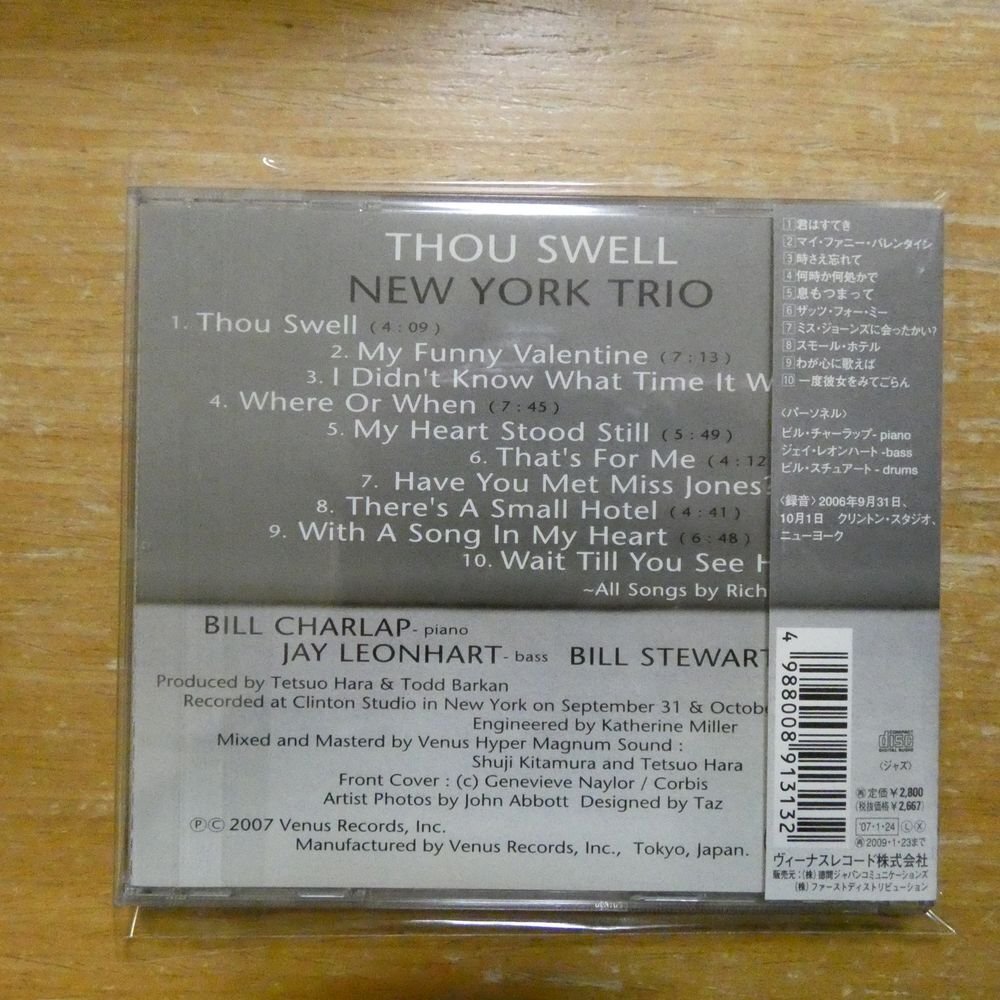 THOU SWELL
NEW YORK TRIO
1. Thou Swell (4:09)
2. My Funny Valentine (7:13)
3. I Didn't Know What Time It W
4. Where Or When (7:45)
5. My Heart Stood Still (5:49)
6. That's For Me (4:12
7. Have You Met Miss Jones?
8. There's A Small Hotel (4:41)
9. With A Song In My Heart (6:48)
10. Wait Till You See H
~All Songs by Rich
BILL CHARLAP- piano
JAY LEONHART- bass BILL STEWART
Produced by Tetsuo Hara & Todd Barkan
Recorded at Clinton Studio in New York on September 31 & Octobe
Engineered by Katherine Miller
Mixed and Masterd by Venus Hyper Magnum Sound :
Shuji Kitamura and Tetsuo Hara
Front Cover : (c) Genevieve Naylor / Corbis
Artist Photos by John Abbott Designed by Taz
ⓅⒸ 2007 Venus Records, Inc.
Manufactured by Venus Records, Inc., Tokyo, Japan.
1 君はすてき
2 マイ・ファニー・バレンタイン
3 時さえ忘れて
4 何時か何処かで
5 息もつまって
6 ザッツ・フォー・ミー
7 ミス・ジョーンズに会ったかい?
8 スモール・ホテル
9 わが心に歌えば
10 一度彼女をみてごらん
〈パーソネル〉
ビル・チャーラップ- piano
ジェイ・レオンハート -bass
ビル・スチュアート - drums
〈録音〉2006年9月31日、
10月1日 クリントン・スタジオ、
ニューヨーク
4 988008 913132
COMPACT
disc
DIGITAL AUDIO
〈ジャズ〉
㊢定価¥2,800
(税抜価格¥2,667)
'07・1・24 Ⓛ Ⓧ
㊢2009・1・23まで
ヴィーナスレコード株式会社
販売元:(株)徳間ジャパンコミュニケーションズ
(株)ファーストディストリビューション